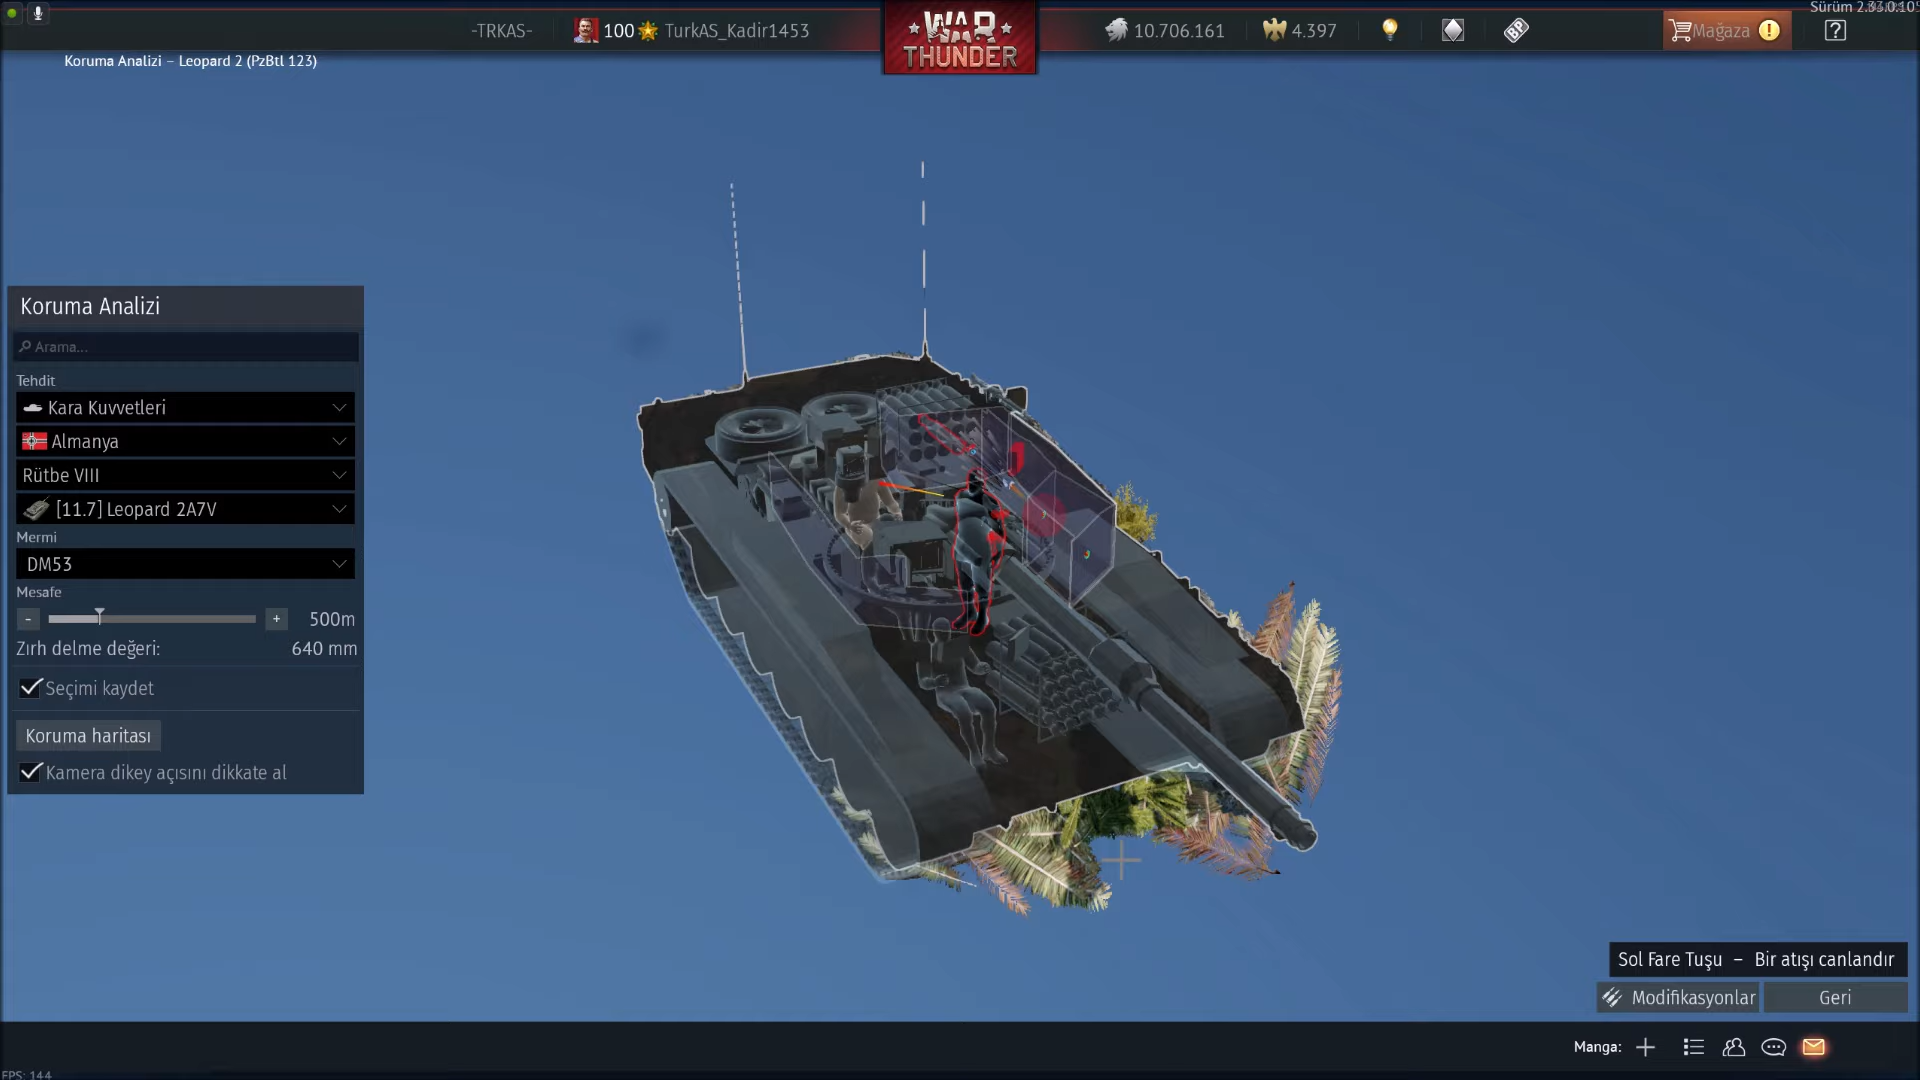 Sürüm 2.
-TRKAS-
100 TurkAS_Kadir1453
WAR THUNDER
10.706.161
4.397
BP
Mağaza
Koruma Analizi – Leopard 2 (PzBtl 123)
Koruma Analizi
Arama...
Tehdit
Kara Kuvvetleri
Almanya
Rütbe VIII
[11.7] Leopard 2A7V
Mermi
DM53
Mesafe
- + 500m
Zırh delme değeri: 640 mm
Seçimi kaydet
Koruma haritası
Kamera dikey açısını dikkate al
Sol Fare Tuşu – Bir atışı canlandır
Modifikasyonlar
Geri
Manga:
FPS: 144